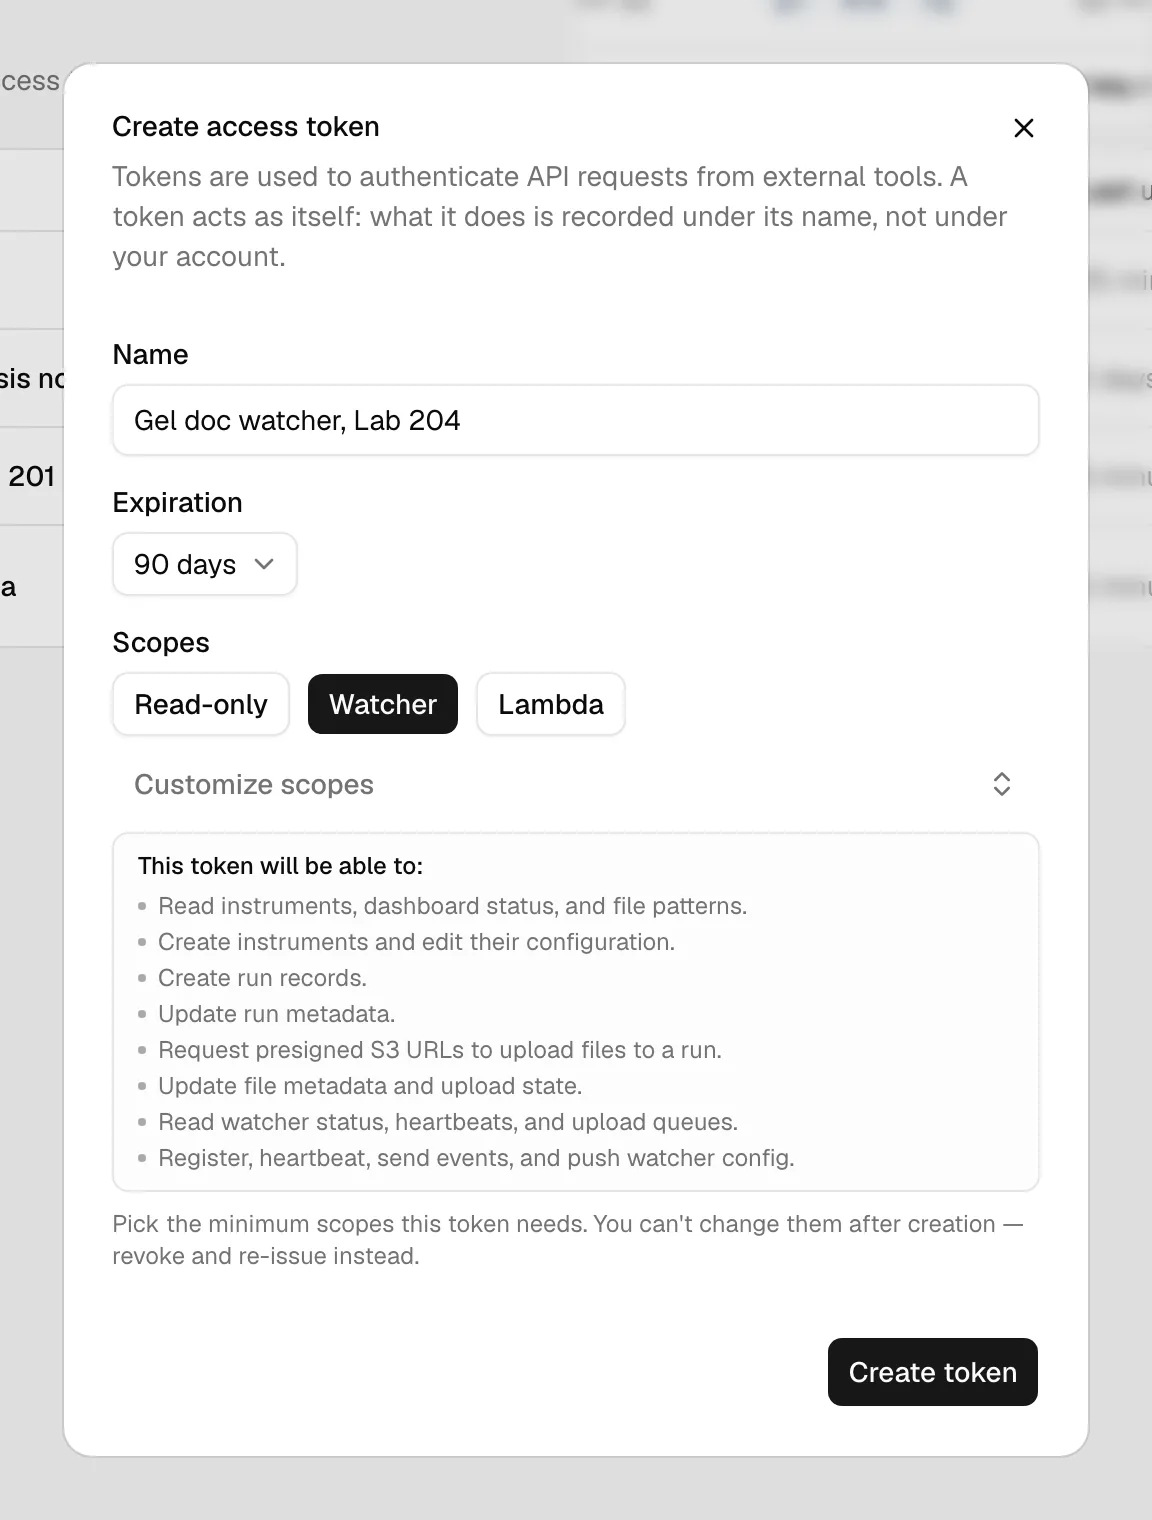 cess
Create access token
Tokens are used to authenticate API requests from external tools. A
token acts as itself: what it does is recorded under its name, not under
your account.
Name
sis no
Gel doc watcher, Lab 204
201
Expiration
90 days
a
Scopes
Read-only Watcher Lambda
Customize scopes
This token will be able to:
Read instruments, dashboard status, and file patterns.
Create instruments and edit their configuration.
Create run records.
Update run metadata.
Request presigned S3 URLs to upload files to a run.
Update file metadata and upload state.
Read watcher status, heartbeats, and upload queues.
Register, heartbeat, send events, and push watcher config.
Pick the minimum scopes this token needs. You can't change them after creation —
revoke and re-issue instead.
Create token